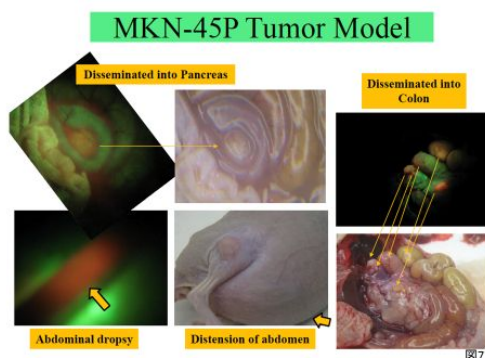 MKN-45P Tumor Model
Disseminated into Pancreas
Disseminated into
Colon
Abdominal dropsy
Distension of abdomen
図7